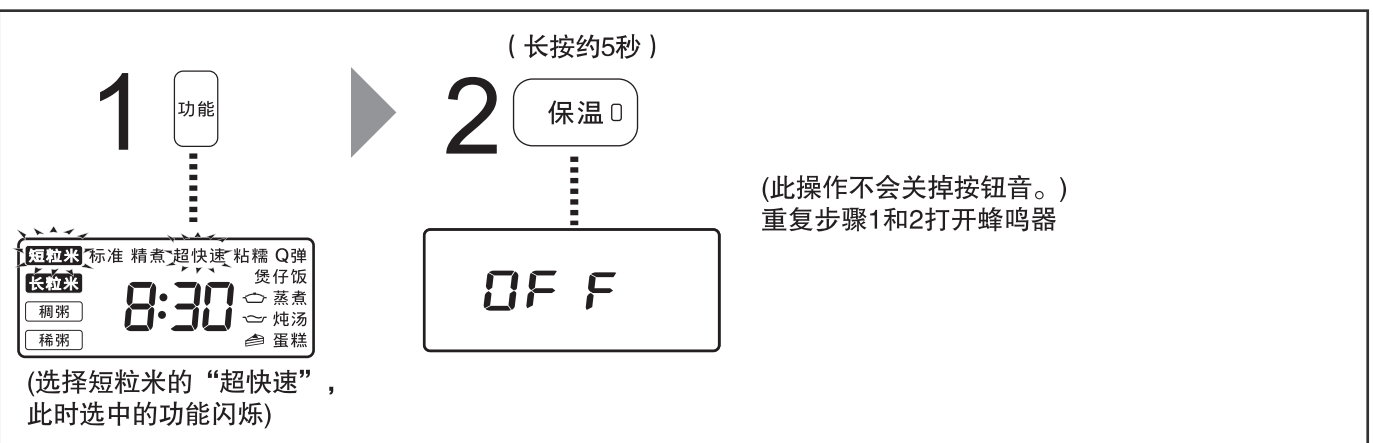 1
功能
短粒米 标准 精煮 超快速 粘糯 Q弹
长粒米
煲仔饭
8:30
蒸煮
稠粥
炖汤
稀粥
蛋糕
(选择短粒米的“超快速”,
此时选中的功能闪烁)
(长按约5秒)
2
保温
OFF
(此操作不会关掉按钮音。)
重复步骤1和2打开蜂鸣器